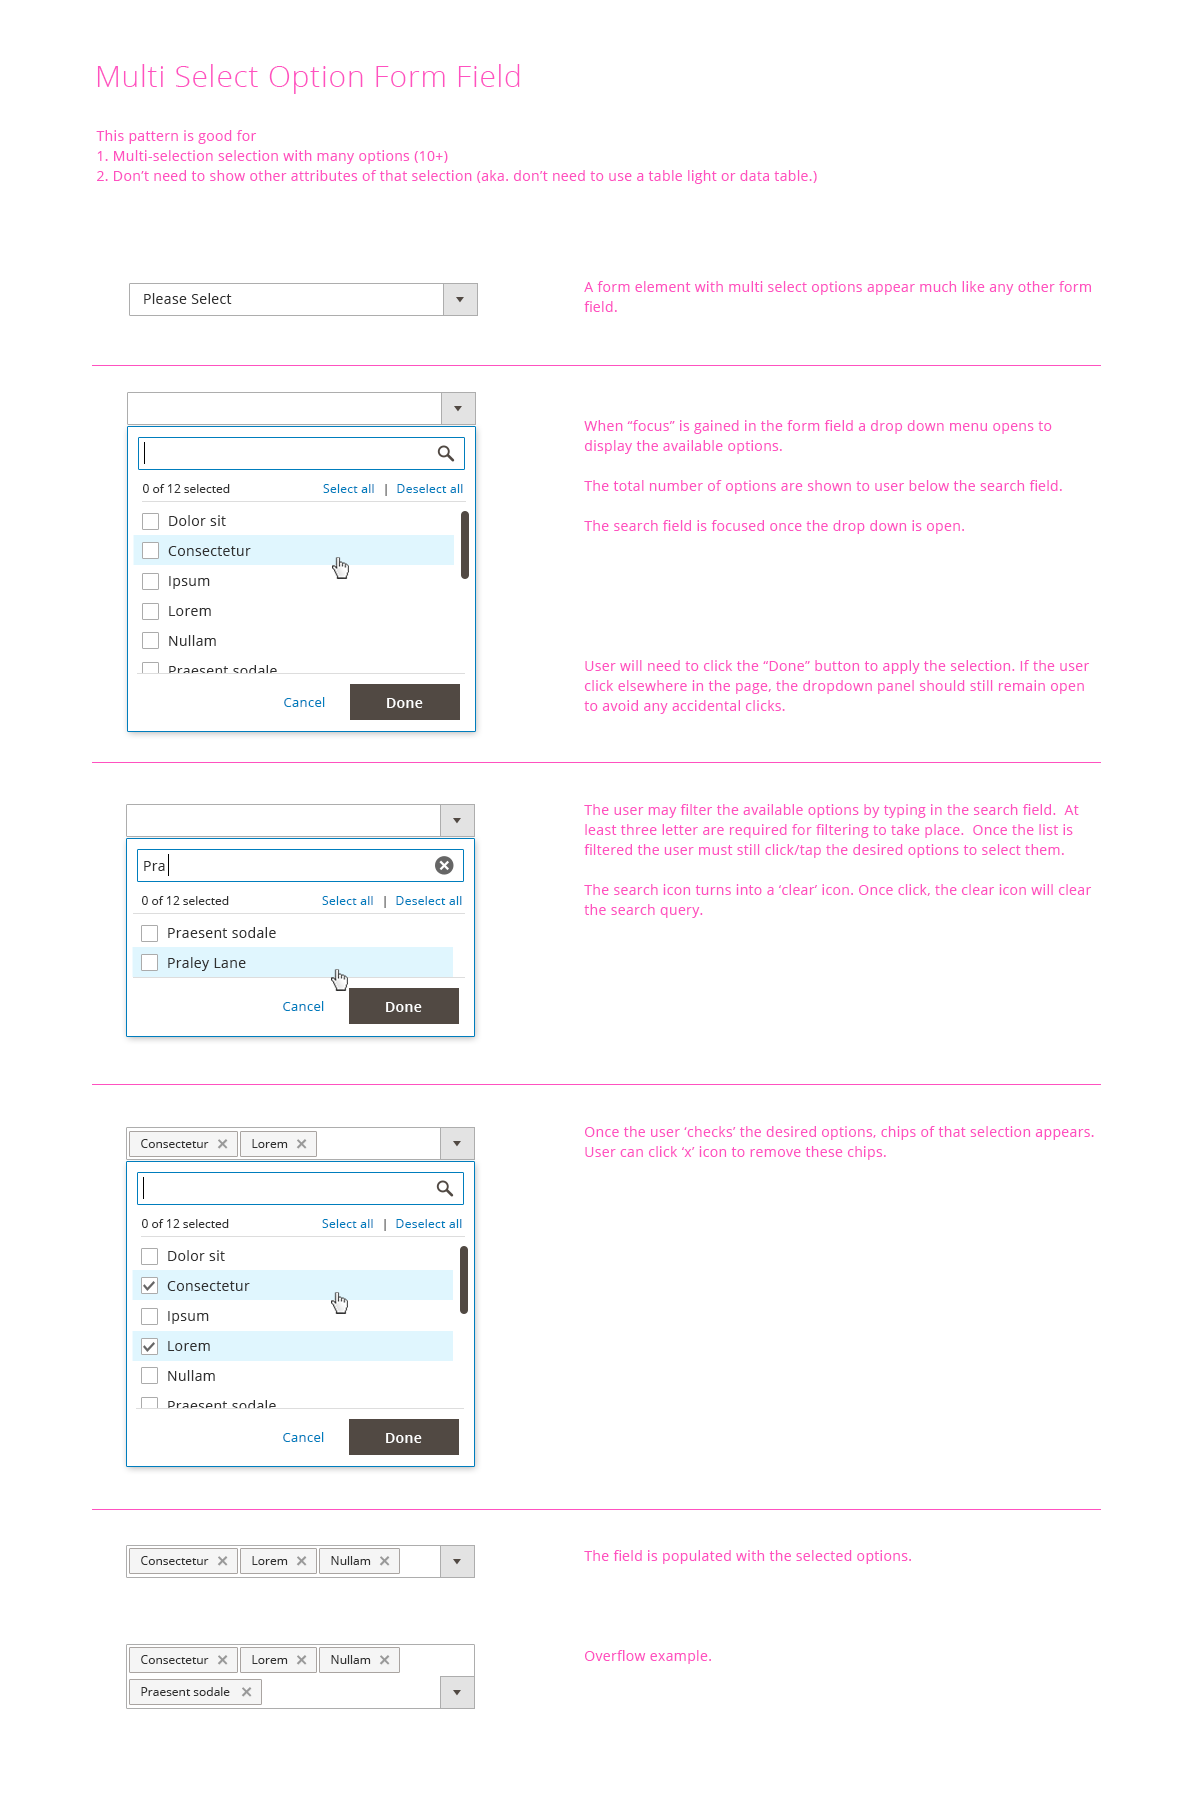 Multi Select Option Form Field
This pattern is good for
1. Multi-selection selection with many options (10+)
2. Don’t need to show other attributes of that selection (aka. don’t need to use a table light or data table.)
Please Select
A form element with multi select options appear much like any other form
field.
0 of 12 selected Select all | Deselect all
Dolor sit
Consectetur
Ipsum
Lorem
Nullam
Praesent sodale
Cancel Done
When “focus” is gained in the form field a drop down menu opens to
display the available options.
The total number of options are shown to user below the search field.
The search field is focused once the drop down is open.
User will need to click the “Done” button to apply the selection. If the user
click elsewhere in the page, the dropdown panel should still remain open
to avoid any accidental clicks.
Pra
0 of 12 selected Select all | Deselect all
Praesent sodale
Praley Lane
Cancel Done
The user may filter the available options by typing in the search field.  At
least three letter are required for filtering to take place.  Once the list is
filtered the user must still click/tap the desired options to select them.
The search icon turns into a ‘clear’ icon. Once click, the clear icon will clear
the search query.
Consectetur Lorem
0 of 12 selected Select all | Deselect all
Dolor sit
Consectetur
Ipsum
Lorem
Nullam
Praesent sodale
Cancel Done
Once the user ‘checks’ the desired options, chips of that selection appears.
User can click ‘x’ icon to remove these chips.
Consectetur Lorem Nullam
The field is populated with the selected options.
Consectetur Lorem Nullam
Praesent sodale
Overflow example.